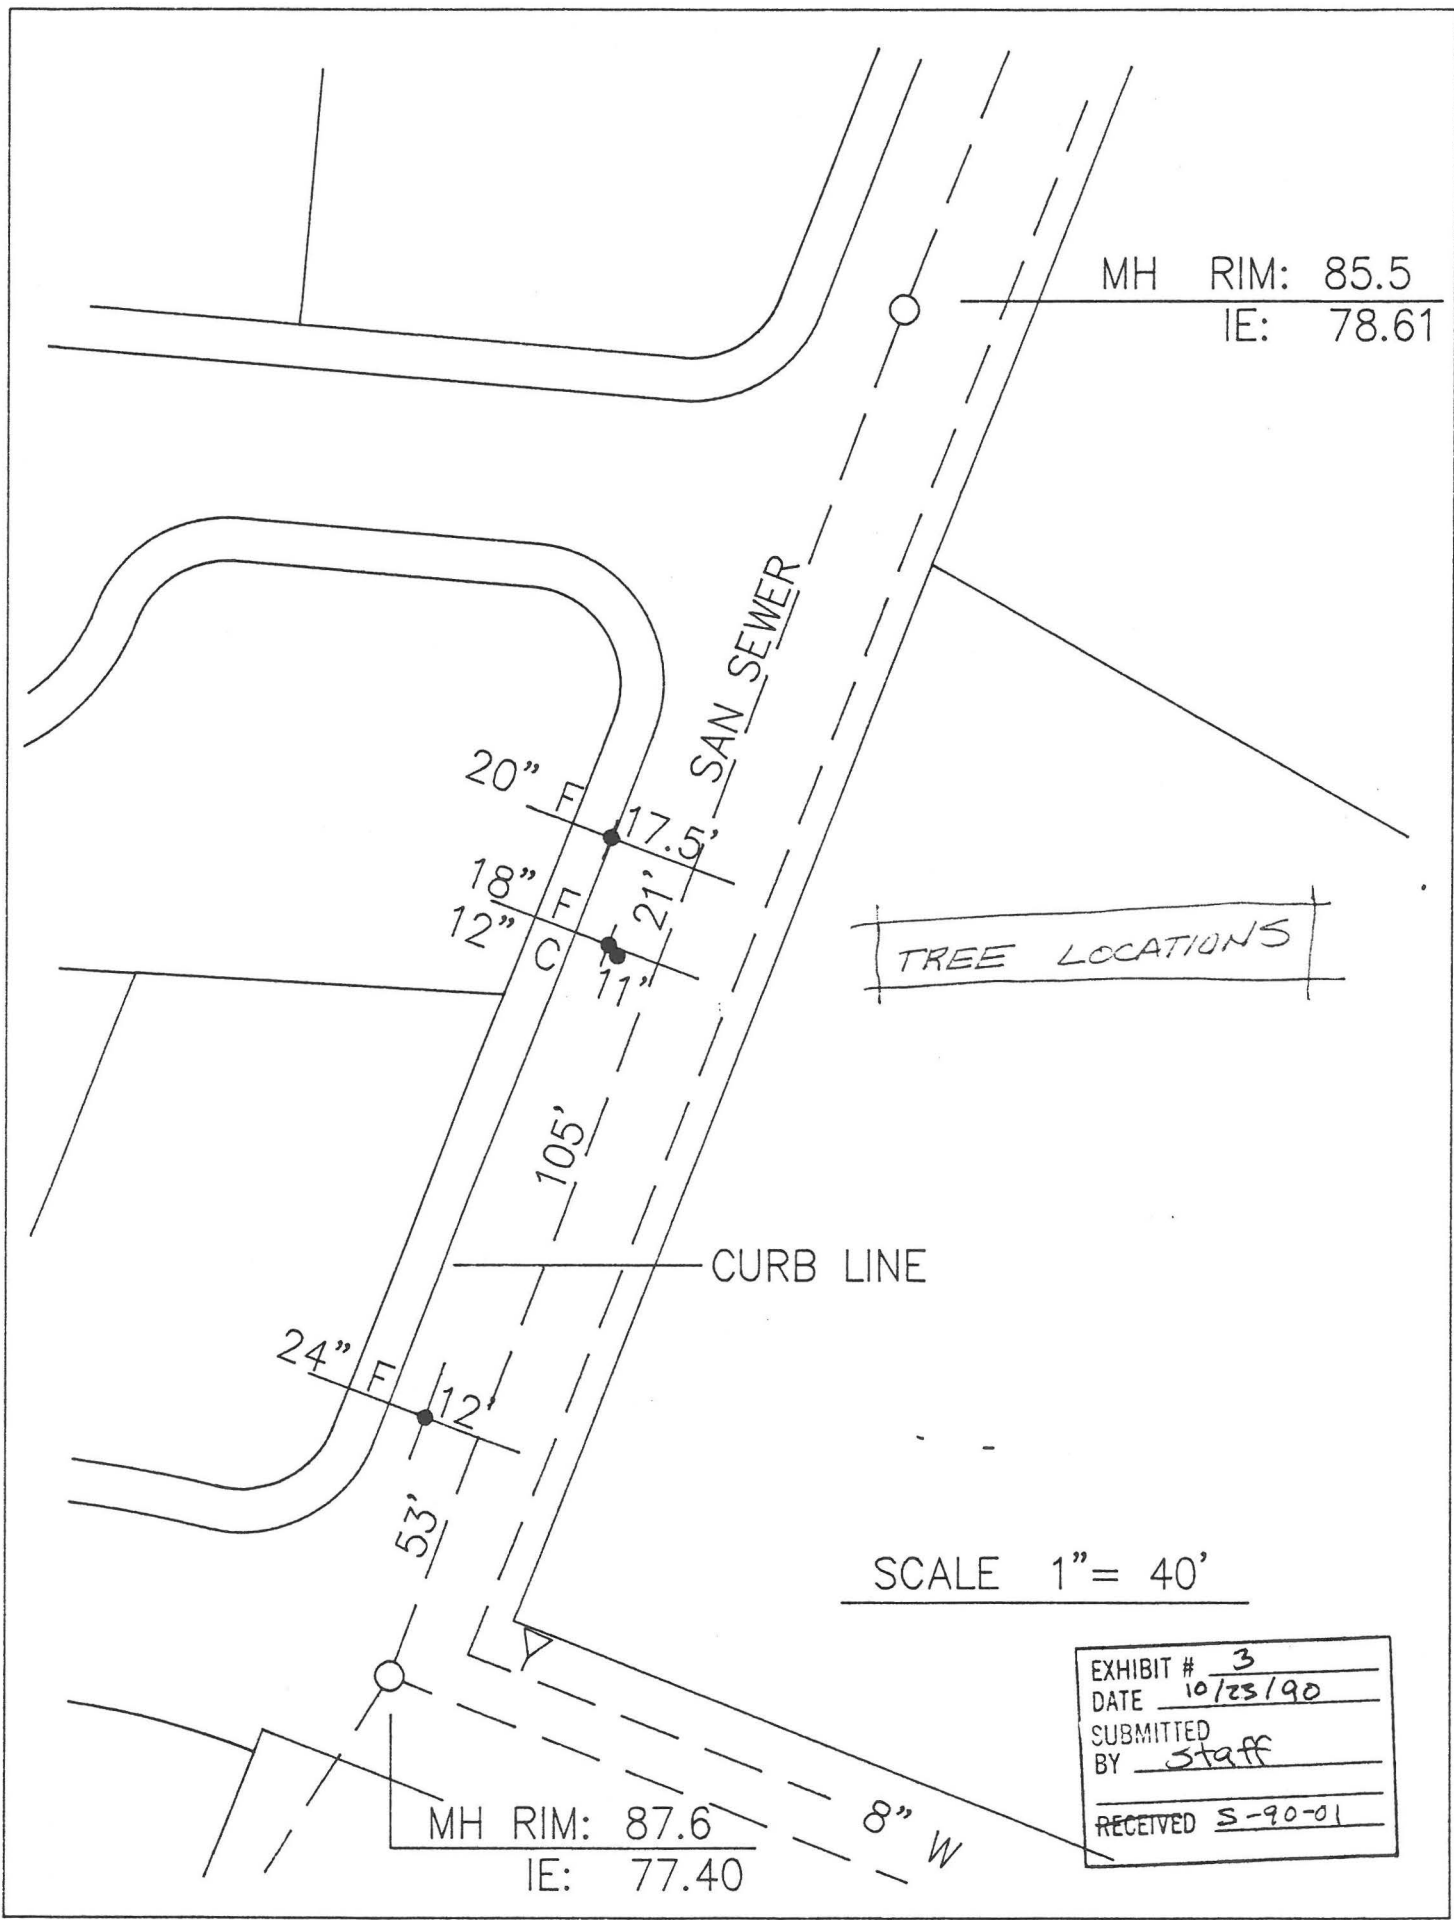 MH RIM: 85.5
IE: 78.61
SAN SEWER
20” F
17.5’
18” F
21’
12” C
11’
TREE LOCATIONS
105’
CURB LINE
24” F
12’
53’
SCALE 1”= 40’
EXHIBIT # 3
DATE 10/23/90
SUBMITTED
BY Staff
RECEIVED S-90-01
8” W
MH RIM: 87.6
IE: 77.40